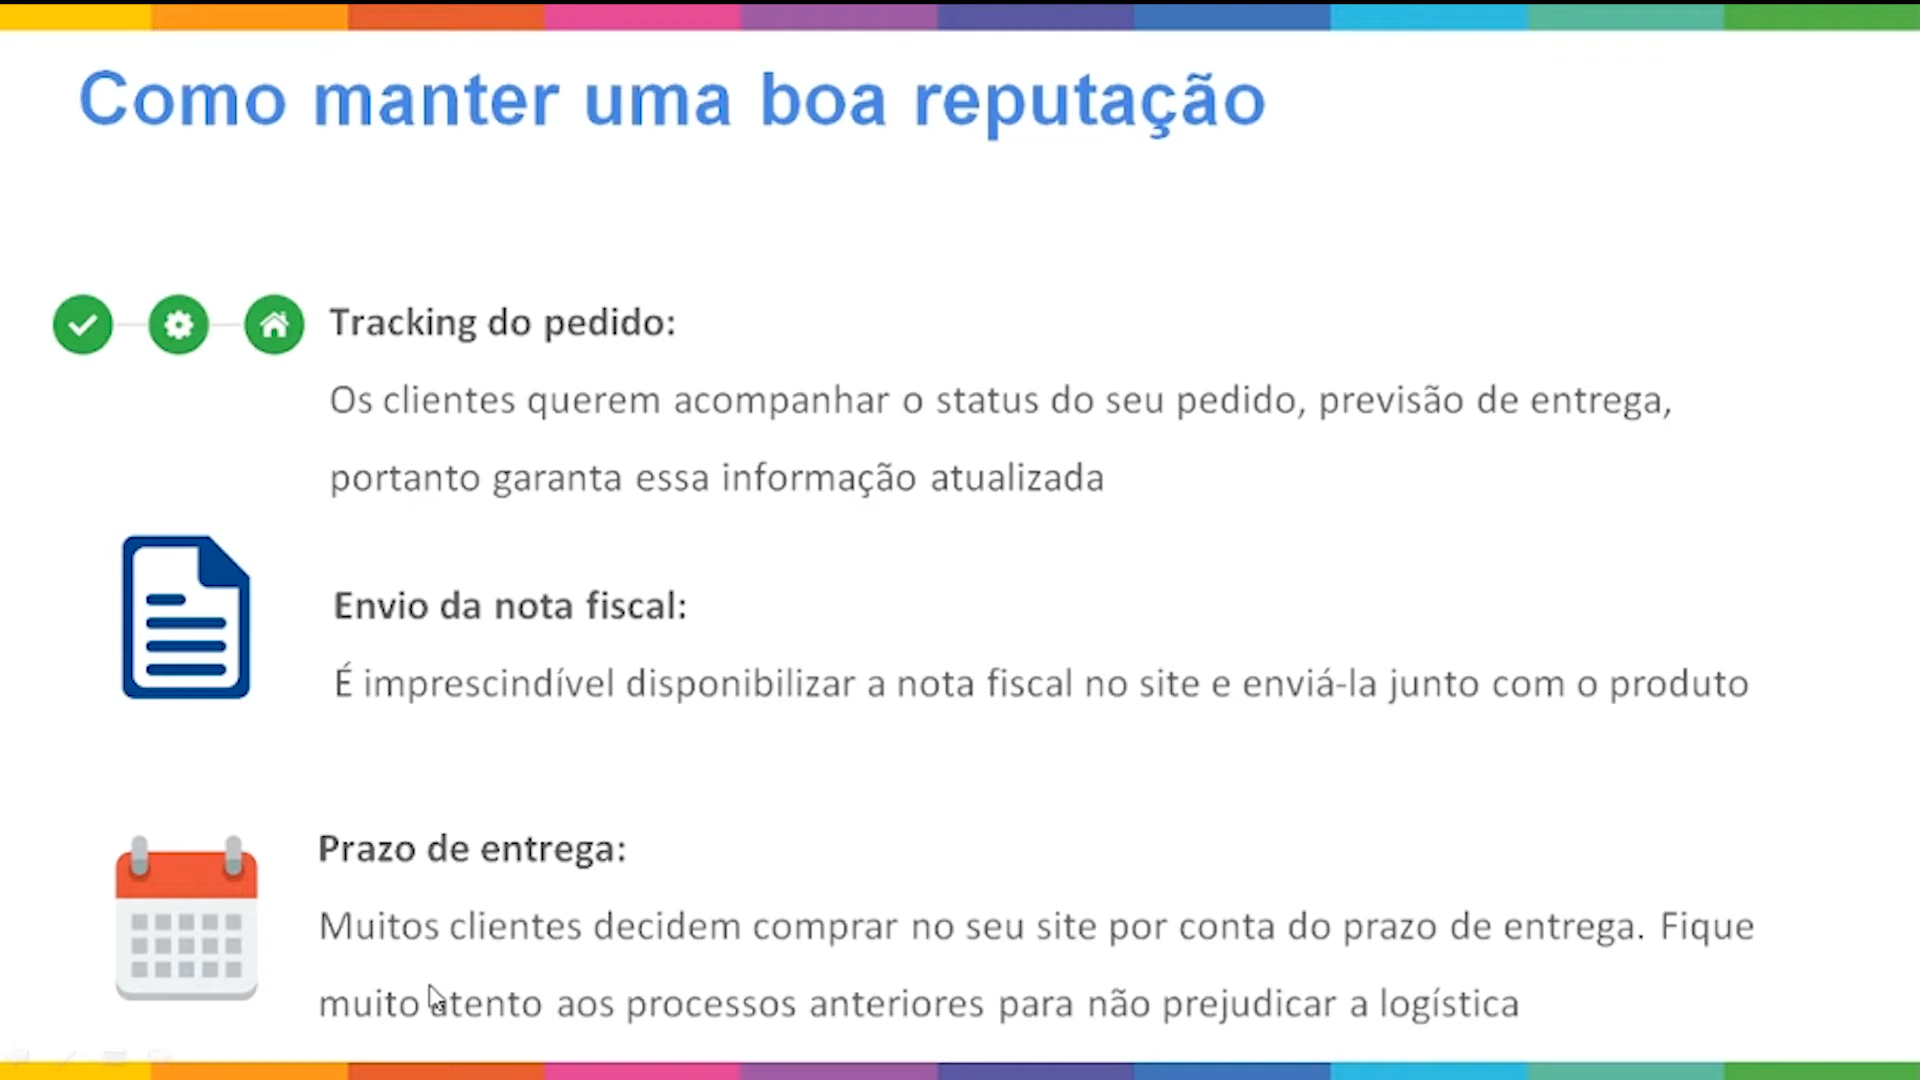 Como manter uma boa reputação
Tracking do pedido:
Os clientes querem acompanhar o status do seu pedido, previsão de entrega,
portanto garanta essa informação atualizada
Envio da nota fiscal:
É imprescindível disponibilizar a nota fiscal no site e enviá-la junto com o produto
Prazo de entrega:
Muitos clientes decidem comprar no seu site por conta do prazo de entrega. Fique
muito atento aos processos anteriores para não prejudicar a logística